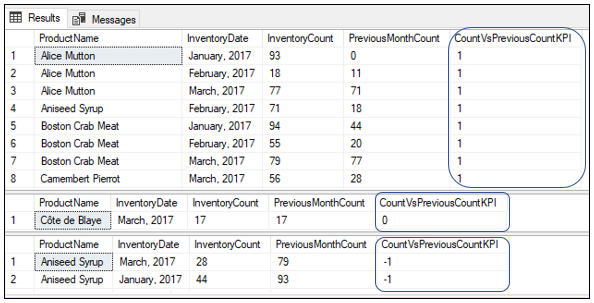 Results Messages
ProductName InventoryDate InventoryCount PreviousMonthCount CountVsPreviousCountKPI
1 Alice Mutton January, 2017 93 0 1
2 Alice Mutton February, 2017 18 11 1
3 Alice Mutton March, 2017 77 71 1
4 Aniseed Syrup February, 2017 71 18 1
5 Boston Crab Meat January, 2017 94 44 1
6 Boston Crab Meat February, 2017 55 20 1
7 Boston Crab Meat March, 2017 79 77 1
8 Camembert Pierrot March, 2017 56 28 1
ProductName InventoryDate InventoryCount PreviousMonthCount CountVsPreviousCountKPI
1 Côte de Blaye March, 2017 17 17 0
ProductName InventoryDate InventoryCount PreviousMonthCount CountVsPreviousCountKPI
1 Aniseed Syrup March, 2017 28 79 -1
2 Aniseed Syrup January, 2017 44 93 -1